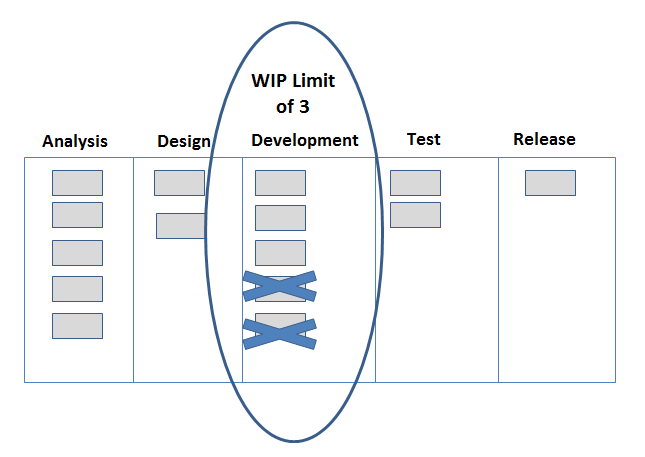 WIP Limit
of 3
Analysis
Design
Development
Test
Release